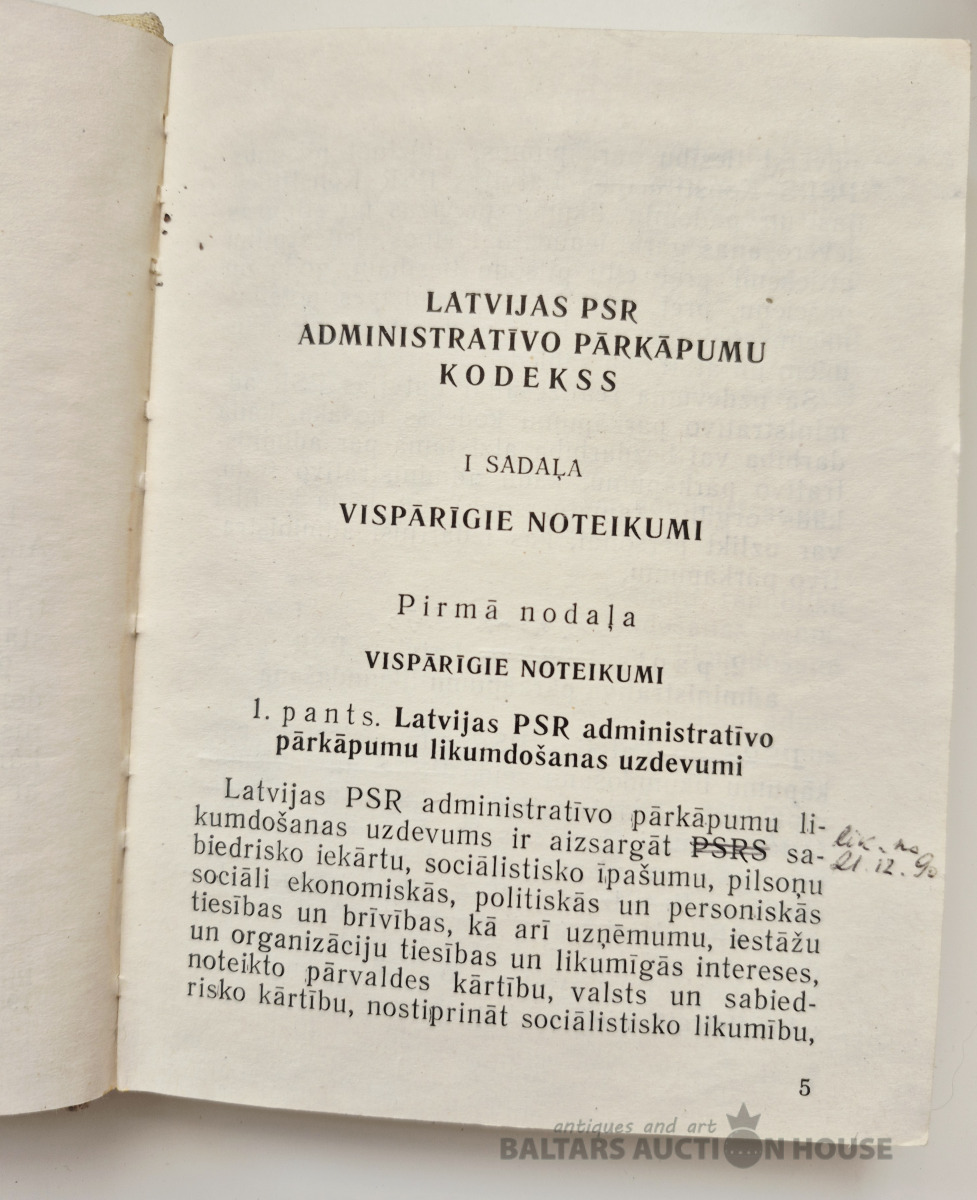 LATVIJAS PSR
ADMINISTRATĪVO PĀRKĀPUMU
KODEKSS
I SADAĻA
VISPĀRĪGIE NOTEIKUMI
Pirmā nodaļa
VISPĀRĪGIE NOTEIKUMI
1. pants. Latvijas PSR administratīvo
pārkāpumu likumdošanas uzdevumi
Latvijas PSR administratīvo pārkāpumu li-
kumdošanas uzdevums ir aizsargāt PSRS sa-
biedrisko iekārtu, sociālistisko īpašumu, pilsoņu
sociāli ekonomiskās, politiskās un personiskās
tiesības un brīvības, kā arī uzņēmumu, iestāžu
un organizāciju tiesības un likumīgās intereses,
noteikto pārvaldes kārtību, valsts un sabied-
risko kārtību, nostiprināt sociālistisko likumību,
lik. no
21.12.90
5
antiques and art
BALTARS AUCTION HOUSE